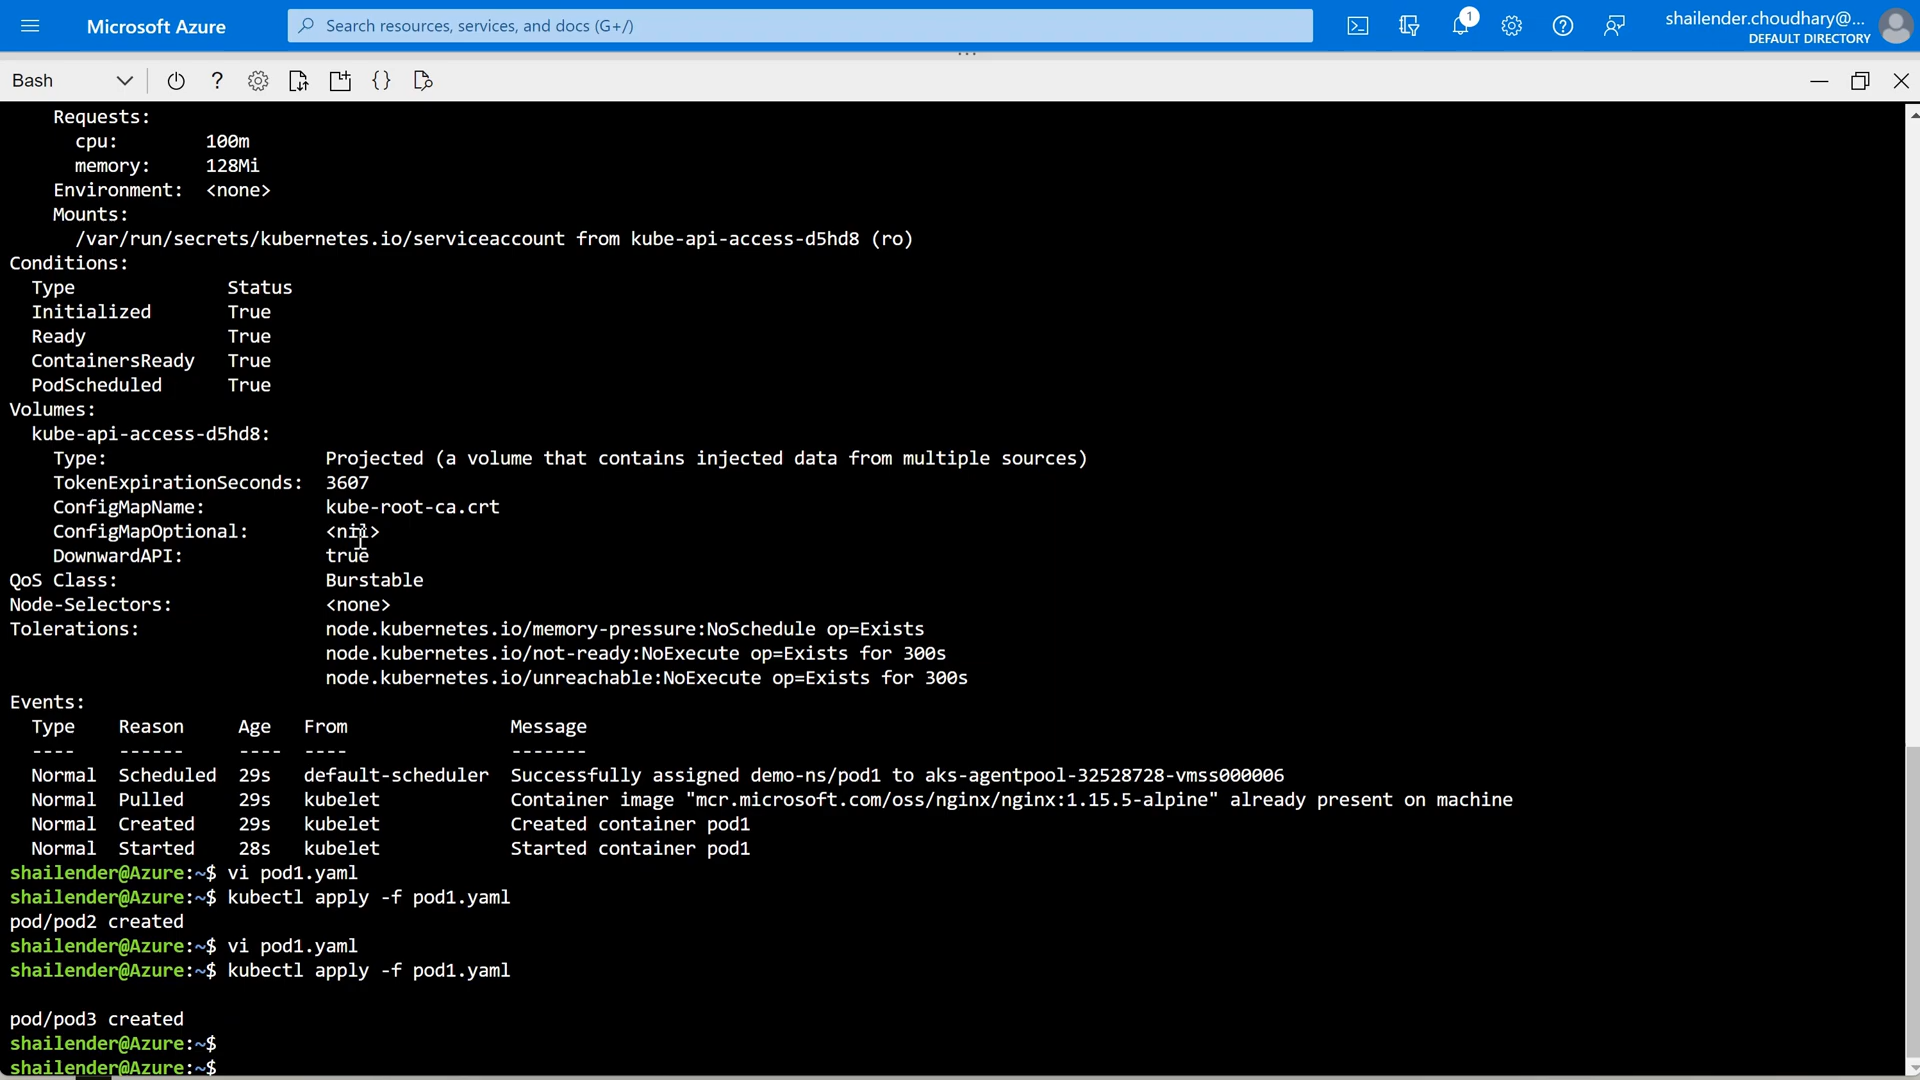 Microsoft Azure
Search resources, services, and docs (G+/)
1
shailender.choudhary@...
DEFAULT DIRECTORY
Bash
Requests:
cpu: 100m
memory: 128Mi
Environment: <none>
Mounts:
/var/run/secrets/kubernetes.io/serviceaccount from kube-api-access-d5hd8 (ro)
Conditions:
Type Status
Initialized True
Ready True
ContainersReady True
PodScheduled True
Volumes:
kube-api-access-d5hd8:
Type: Projected (a volume that contains injected data from multiple sources)
TokenExpirationSeconds: 3607
ConfigMapName: kube-root-ca.crt
ConfigMapOptional: <nil>
DownwardAPI: true
QoS Class: Burstable
Node-Selectors: <none>
Tolerations: node.kubernetes.io/memory-pressure:NoSchedule op=Exists
node.kubernetes.io/not-ready:NoExecute op=Exists for 300s
node.kubernetes.io/unreachable:NoExecute op=Exists for 300s
Events:
Type Reason Age From Message
---- ------ ---- ---- -------
Normal Scheduled 29s default-scheduler Successfully assigned demo-ns/pod1 to aks-agentpool-32528728-vmss000006
Normal Pulled 29s kubelet Container image "mcr.microsoft.com/oss/nginx/nginx:1.15.5-alpine" already present on machine
Normal Created 29s kubelet Created container pod1
Normal Started 28s kubelet Started container pod1
shailender@Azure:~$ vi pod1.yaml
shailender@Azure:~$ kubectl apply -f pod1.yaml
pod/pod2 created
shailender@Azure:~$ vi pod1.yaml
shailender@Azure:~$ kubectl apply -f pod1.yaml
pod/pod3 created
shailender@Azure:~$
shailender@Azure:~$